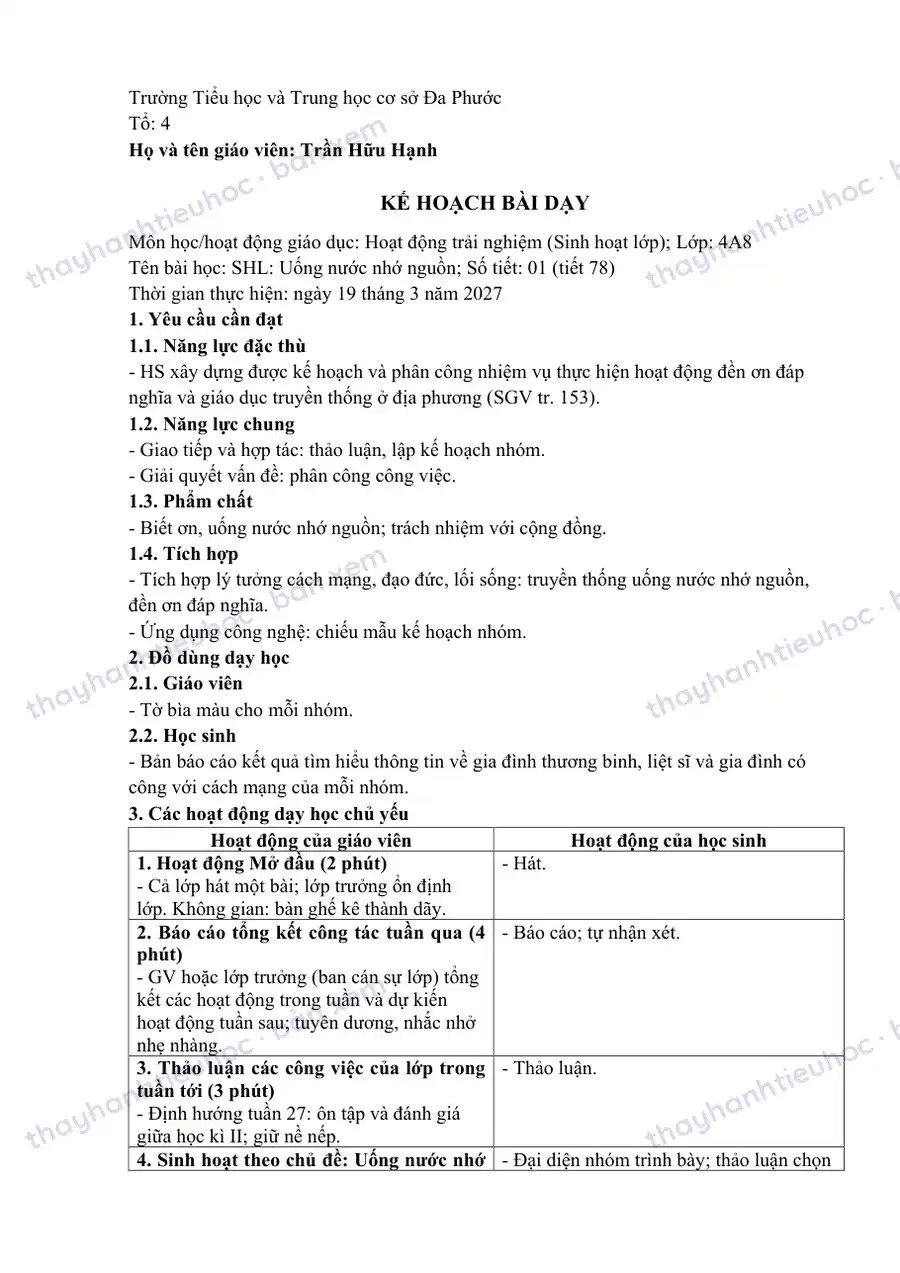 Trường Tiểu học và Trung học cơ sở Đa Phước
Tổ: 4
Họ và tên giáo viên: Trần Hữu Hạnh
KẾ HOẠCH BÀI DẠY
Môn học/hoạt động giáo dục: Hoạt động trải nghiệm (Sinh hoạt lớp); Lớp: 4A8
Tên bài học: SHL: Uống nước nhớ nguồn; Số tiết: 01 (tiết 78)
Thời gian thực hiện: ngày 19 tháng 3 năm 2027
1. Yêu cầu cần đạt
1.1. Năng lực đặc thù
- HS xây dựng được kế hoạch và phân công nhiệm vụ thực hiện hoạt động đền ơn đáp
nghĩa và giáo dục truyền thống ở địa phương (SGV tr. 153).
1.2. Năng lực chung
- Giao tiếp và hợp tác: thảo luận, lập kế hoạch nhóm.
- Giải quyết vấn đề: phân công công việc.
1.3. Phẩm chất
- Biết ơn, uống nước nhớ nguồn; trách nhiệm với cộng đồng.
1.4. Tích hợp
- Tích hợp lý tưởng cách mạng, đạo đức, lối sống: truyền thống uống nước nhớ nguồn,
đền ơn đáp nghĩa.
- Ứng dụng công nghệ: chiếu mẫu kế hoạch nhóm.
2. Đồ dùng dạy học
2.1. Giáo viên
- Tờ bìa màu cho mỗi nhóm.
2.2. Học sinh
- Bản báo cáo kết quả tìm hiểu thông tin về gia đình thương binh, liệt sĩ và gia đình có
công với cách mạng của mỗi nhóm.
3. Các hoạt động dạy học chủ yếu
Hoạt động của giáo viên
Hoạt động của học sinh
1. Hoạt động Mở đầu (2 phút)
- Cả lớp hát một bài; lớp trưởng ổn định
lớp. Không gian: bàn ghế kê thành dãy.
- Hát.
2. Báo cáo tổng kết công tác tuần qua (4
phút)
- GV hoặc lớp trưởng (ban cán sự lớp) tổng
kết các hoạt động trong tuần và dự kiến
hoạt động tuần sau; tuyên dương, nhắc nhở
nhẹ nhàng.
- Báo cáo; tự nhận xét.
3. Thảo luận các công việc của lớp trong
tuần tới (3 phút)
- Định hướng tuần 27: ôn tập và đánh giá
giữa học kì II; giữ nề nếp.
- Thảo luận.
4. Sinh hoạt theo chủ đề: Uống nước nhớ
- Đại diện nhóm trình bày; thảo luận chọn
thayhanhtieuhoc · bản xem
thayhanhtieuhoc · b
thayhanhtieuhoc · bản xem
thayhanhtieuhoc · b
thayhanhtieuhoc · bản xem
thayhanhtieuhoc · b